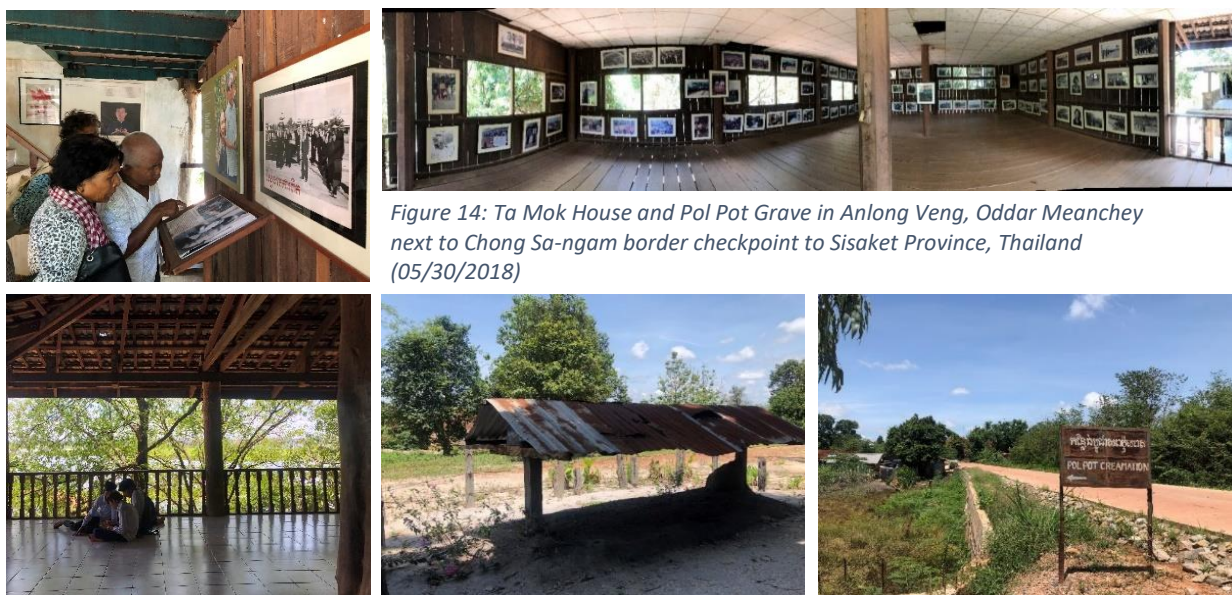 Figure 14: Ta Mok House and Pol Pot Grave in Anlong Veng, Oddar Meanchey
next to Chong Sa-ngam border checkpoint to Sisaket Province, Thailand
(05/30/2018)
POLPOT CREAMATION